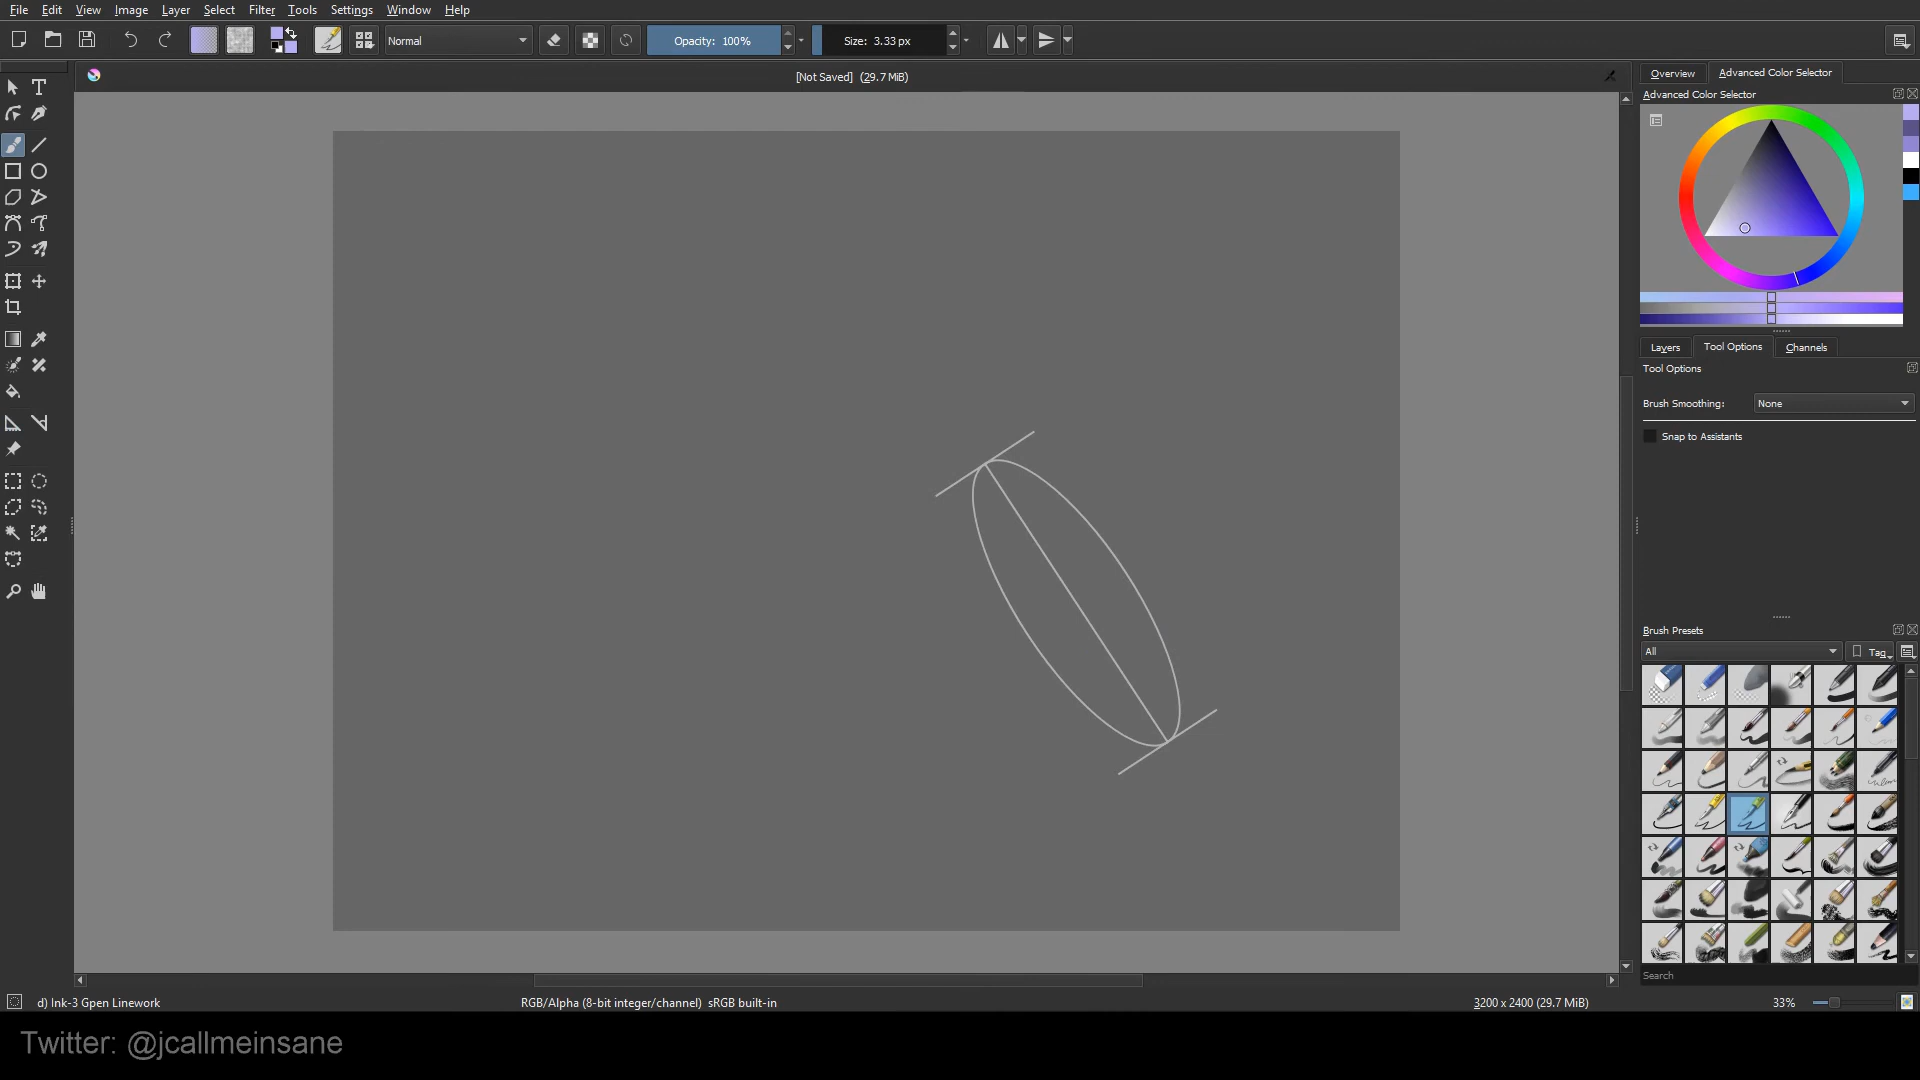 File Edit View Image Layer Select Filter Tools Settings Window Help
Normal Opacity: 100% Size: 3.33 px
[Not Saved] (29.7 MiB)
Overview Advanced Color Selector
Advanced Color Selector
Layers Tool Options Channels
Tool Options
Brush Smoothing: None
Snap to Assistants
Brush Presets
All Tag
Search
d) Ink-3 Gpen Linework RGB/Alpha (8-bit integer/channel) sRGB built-in 3200 x 2400 (29.7 MiB) 33%
Twitter: @jcallmeinsane